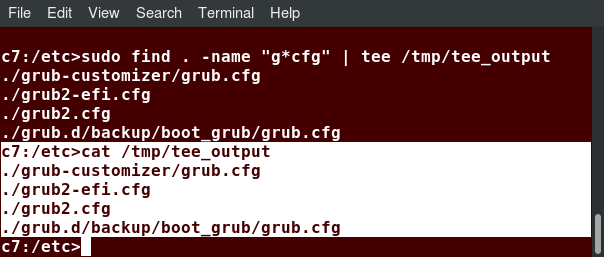 File Edit View Search Terminal Help
c7:/etc>sudo find . -name "g*cfg" | tee /tmp/tee_output
./grub-customizer/grub.cfg
./grub2-efi.cfg
./grub2.cfg
./grub.d/backup/boot_grub/grub.cfg
c7:/etc>cat /tmp/tee_output
./grub-customizer/grub.cfg
./grub2-efi.cfg
./grub2.cfg
./grub.d/backup/boot_grub/grub.cfg
c7:/etc>